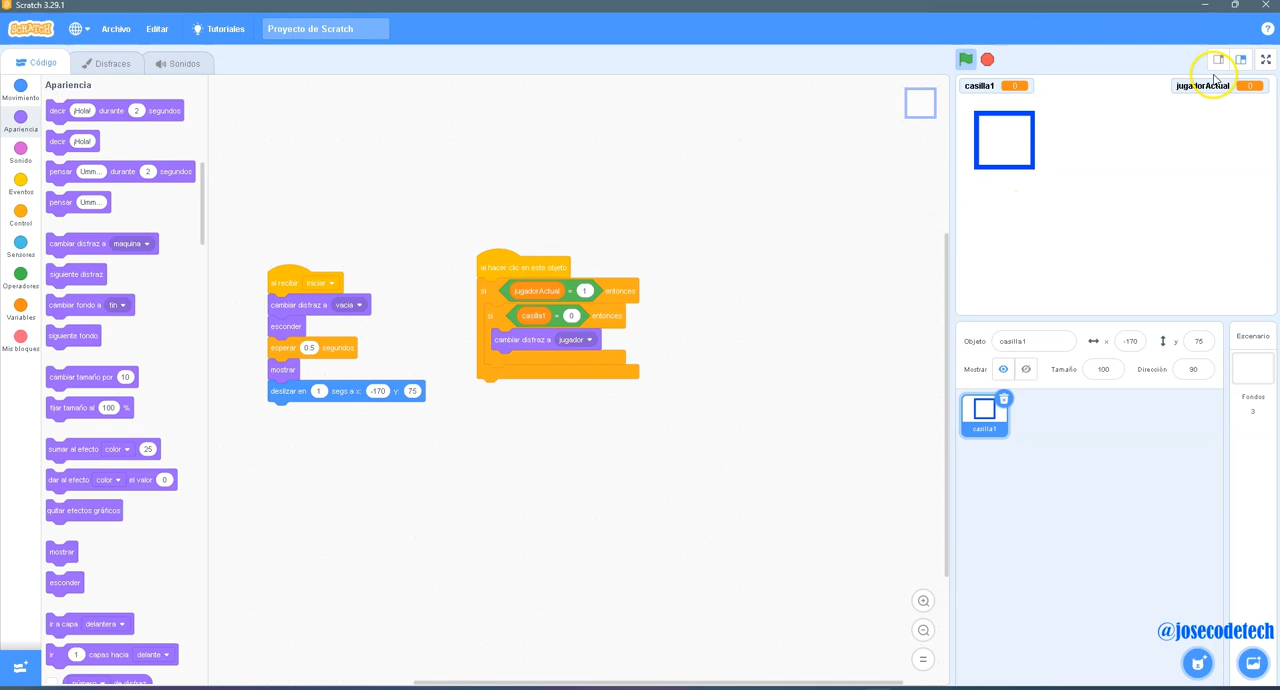 Scratch 3.29.1
SCRATCH Archivo Editar Tutoriales Proyecto de Scratch ?
Código Disfraces Sonidos
Movimiento
Apariencia
Sonido
Eventos
Control
Sensores
Operadores
Variables
Mis bloques
Apariencia
decir ¡Hola! durante 2 segundos
decir ¡Hola!
pensar Umm... durante 2 segundos
pensar Umm...
cambiar disfraz a maquina
siguiente disfraz
cambiar fondo a fin
siguiente fondo
cambiar tamaño por 10
fijar tamaño al 100 %
sumar al efecto color 25
dar al efecto color el valor 0
quitar efectos gráficos
mostrar
esconder
ir a capa delantera
ir 1 capas hacia delante
número de disfraz
al recibir iniciar
cambiar disfraz a vacia
esconder
esperar 0.5 segundos
mostrar
deslizar en 1 segs a x: -170 y: 75
al hacer clic en este objeto
si jugadorActual = 1 entonces
si casilla1 = 0 entonces
cambiar disfraz a jugador
casilla1 0
jugadorActual 0
Objeto casilla1 x -170 y 75
Mostrar Tamaño 100 Dirección 90
casilla1
Escenario
Fondos
3
@josecodetech